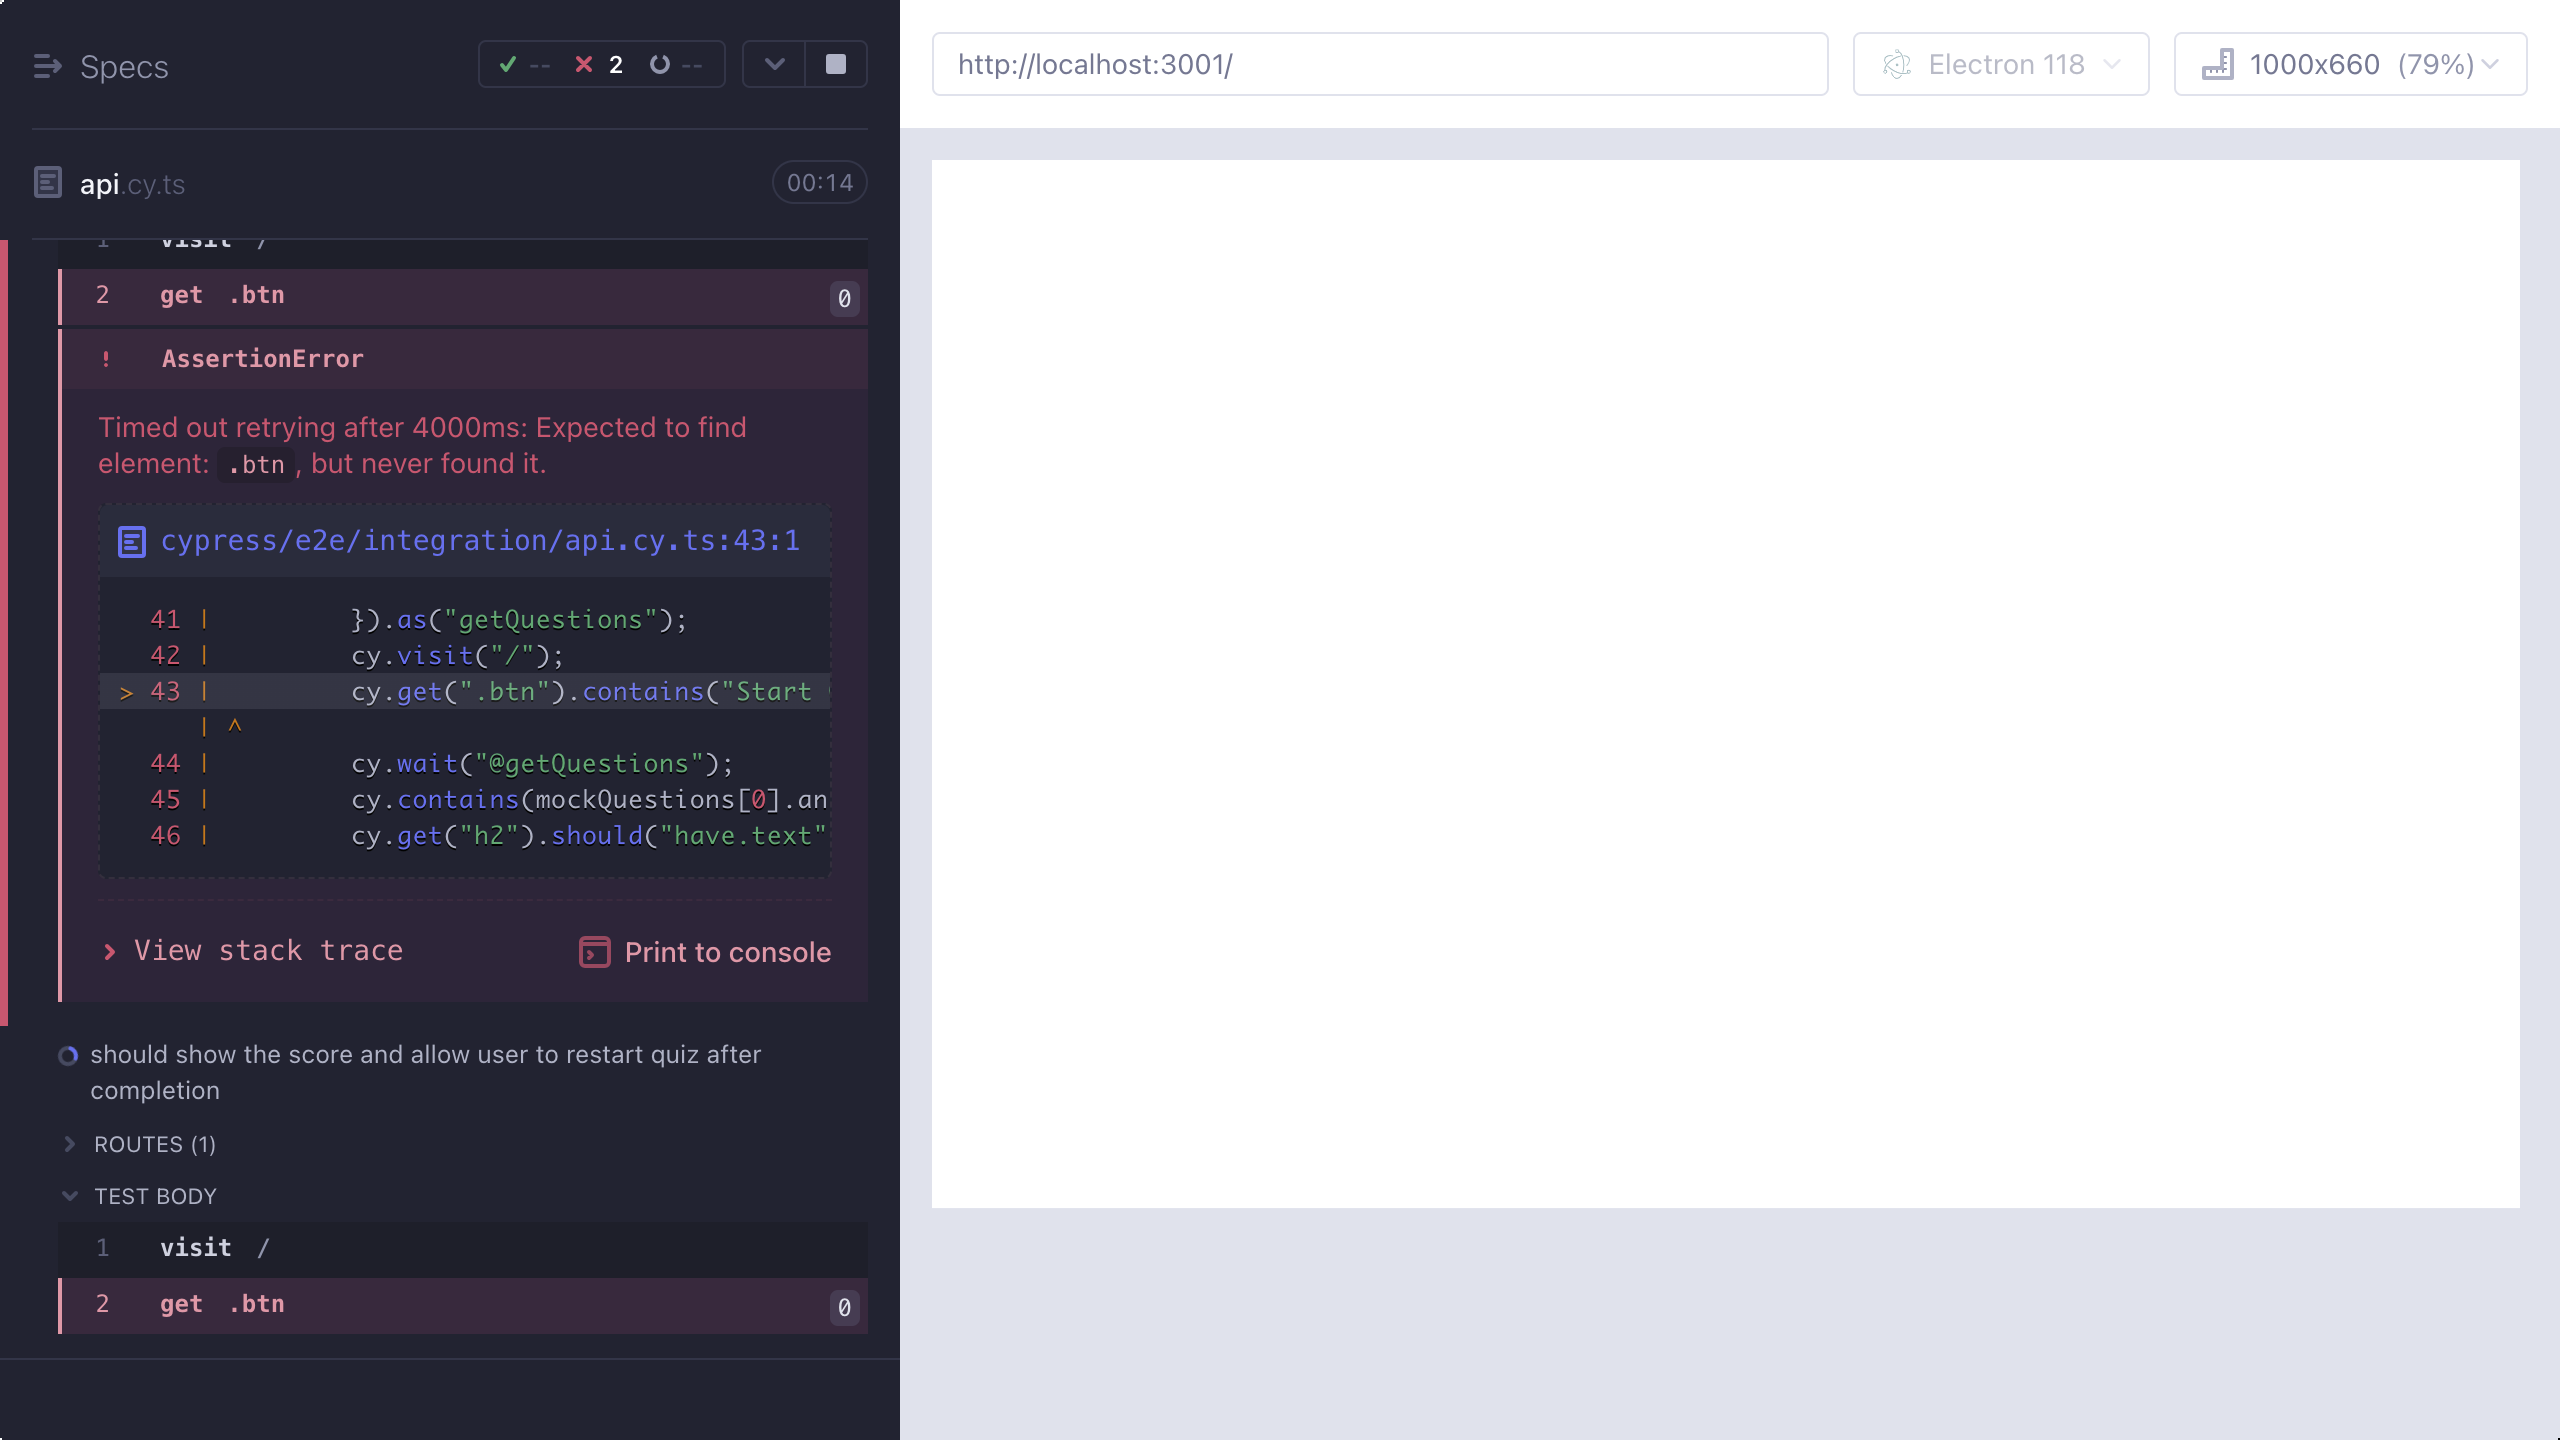 Specs
-- 2 --
api.cy.ts
00:14
1 visit /
2 get .btn 0
! AssertionError
Timed out retrying after 4000ms: Expected to find
element: .btn, but never found it.
cypress/e2e/integration/api.cy.ts:43:1
41 | }).as("getQuestions");
42 | cy.visit("/");
> 43 | cy.get(".btn").contains("Start
| ^
44 | cy.wait("@getQuestions");
45 | cy.contains(mockQuestions[0].an
46 | cy.get("h2").should("have.text"
View stack trace
Print to console
should show the score and allow user to restart quiz after
completion
ROUTES (1)
TEST BODY
1 visit /
2 get .btn 0
http://localhost:3001/
Electron 118
1000x660 (79%)